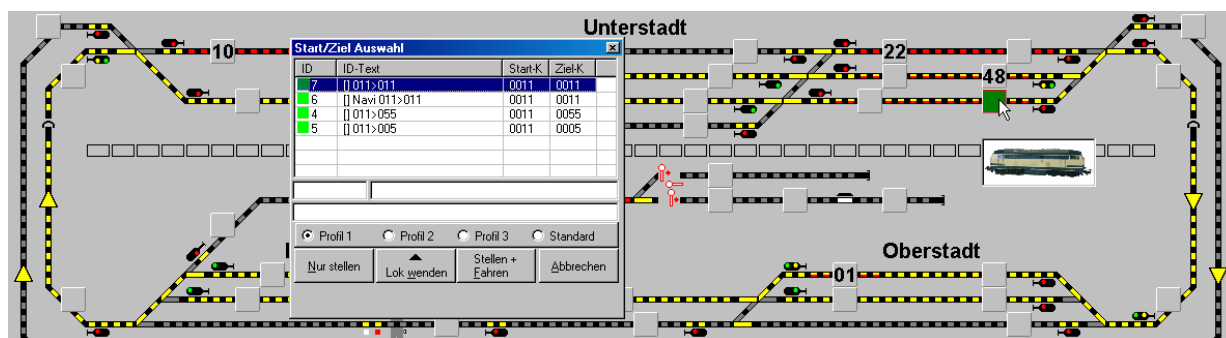 Unterstadt
10
22
48
Start/Ziel Auswahl
ID ID-Text Start-K Ziel-K
7 [] 011>011 0011 0011
6 [] Navi 011>011 0011 0011
4 [] 011>055 0011 0055
5 [] 011>005 0011 0005
Profil 1 Profil 2 Profil 3 Standard
Nur stellen Lok wenden Stellen + Abbrechen
Fahren
Oberstadt
01